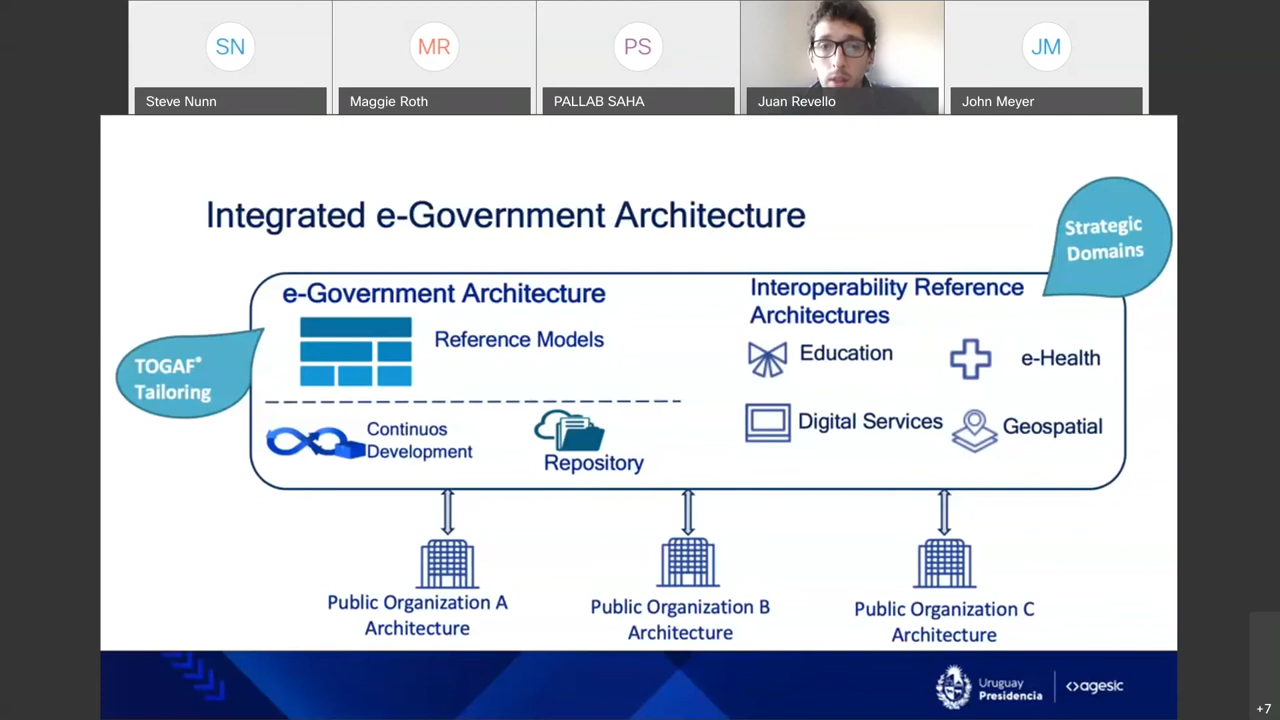 SN
MR
PS
JM
Steve Nunn
Maggie Roth
PALLAB SAHA
Juan Revello
John Meyer
Integrated e-Government Architecture
Strategic
Domains
TOGAF®
Tailoring
e-Government Architecture
Reference Models
Continuos
Development
Repository
Interoperability Reference
Architectures
Education
e-Health
Digital Services
Geospatial
Public Organization A
Architecture
Public Organization B
Architecture
Public Organization C
Architecture
Uruguay
Presidencia
agesic
+7